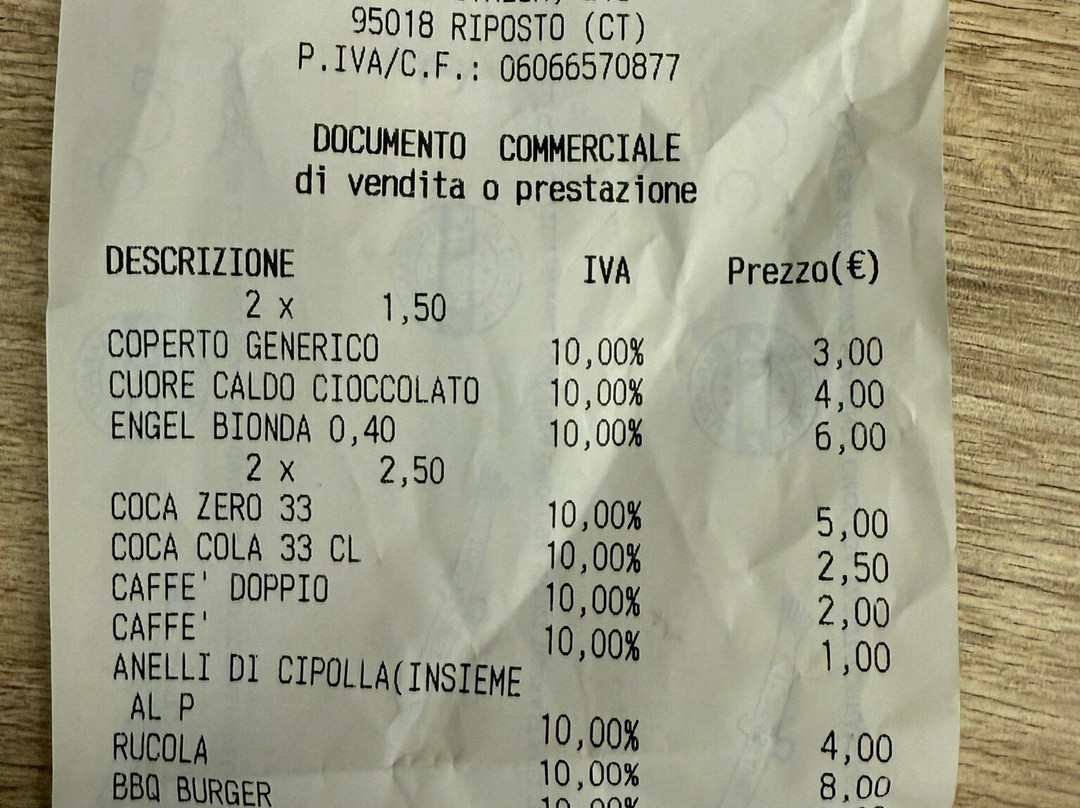 95018 RIPOSTO (CT)
P.IVA/C.F.: 06066570877
DOCUMENTO COMMERCIALE
di vendita o prestazione
DESCRIZIONE IVA Prezzo(€)
2 x 1,50
COPERTO GENERICO 10,00% 3,00
CUORE CALDO CIOCCOLATO 10,00% 4,00
ENGEL BIONDA 0,40 10,00% 6,00
2 x 2,50
COCA ZERO 33 10,00% 5,00
COCA COLA 33 CL 10,00% 2,50
CAFFE' DOPPIO 10,00% 2,00
CAFFE' 10,00% 1,00
ANELLI DI CIPOLLA(INSIEME
AL P 10,00% 4,00
RUCOLA 10,00% 8,00
BBQ BURGER